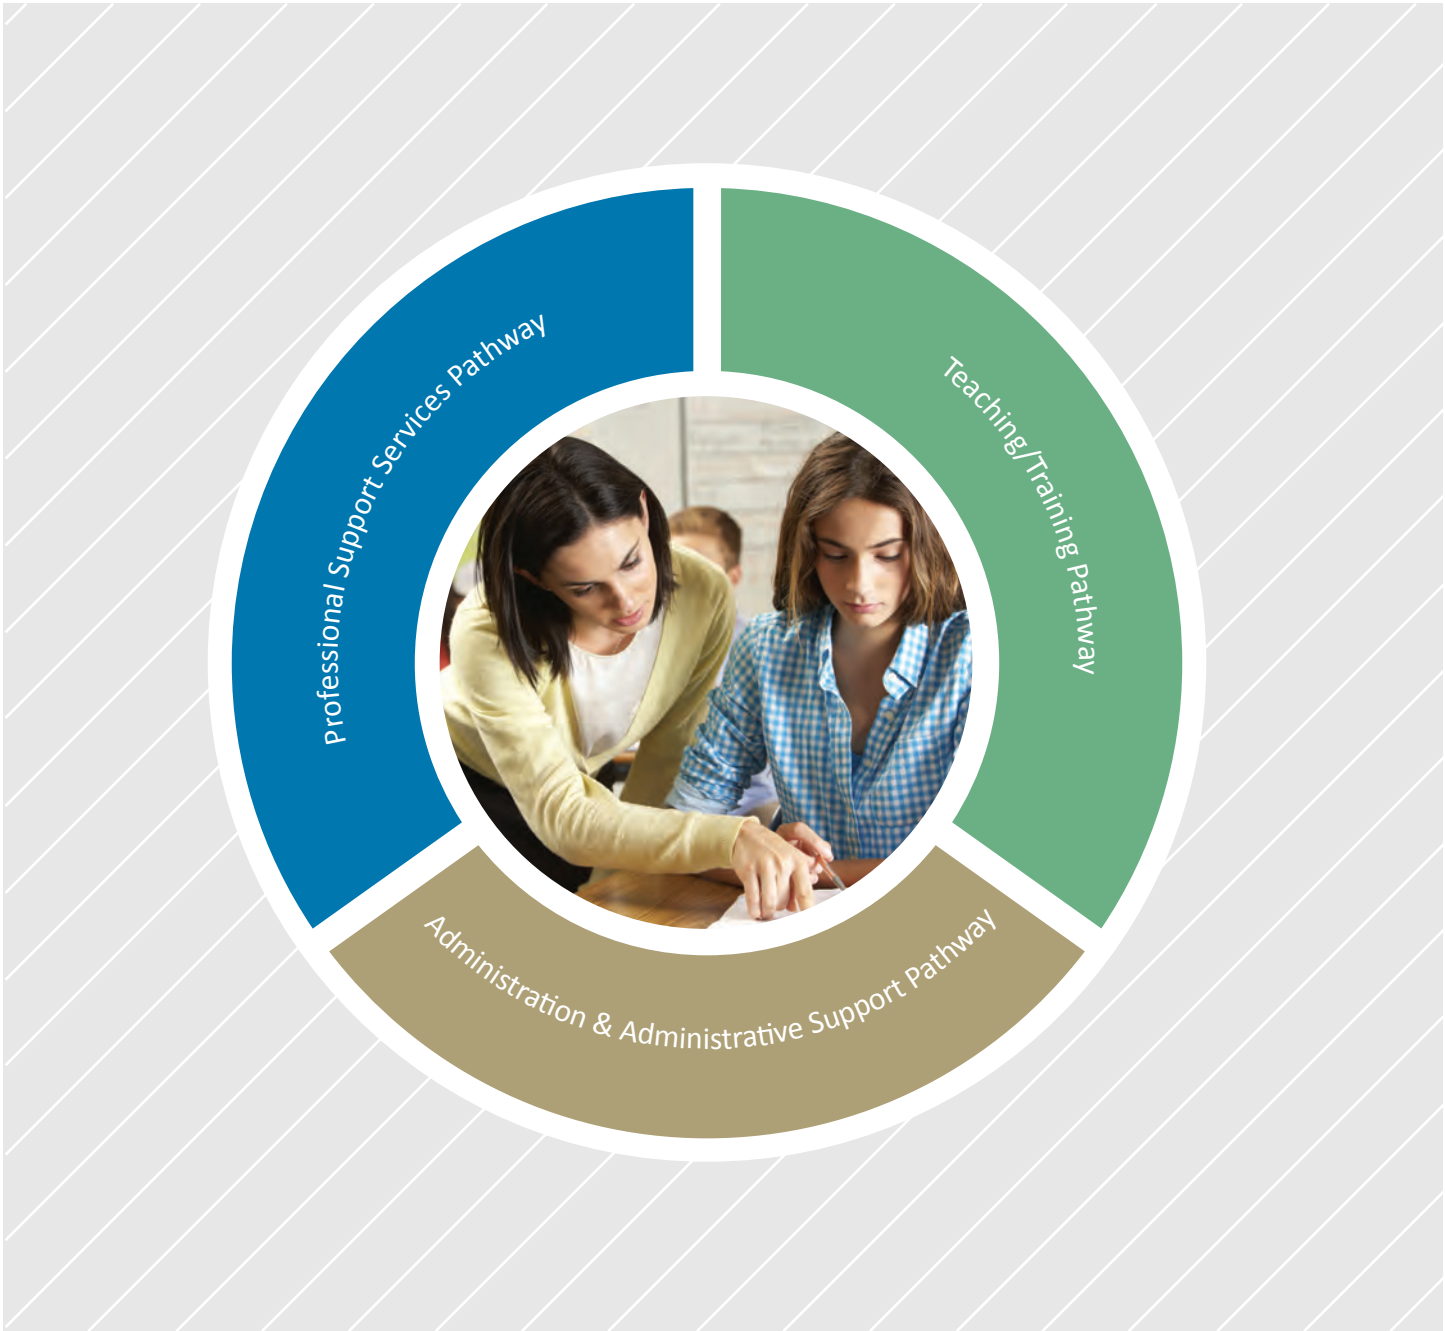 Professional Support Services Pathway
Teaching/Training Pathway
Administration & Administrative Support Pathway